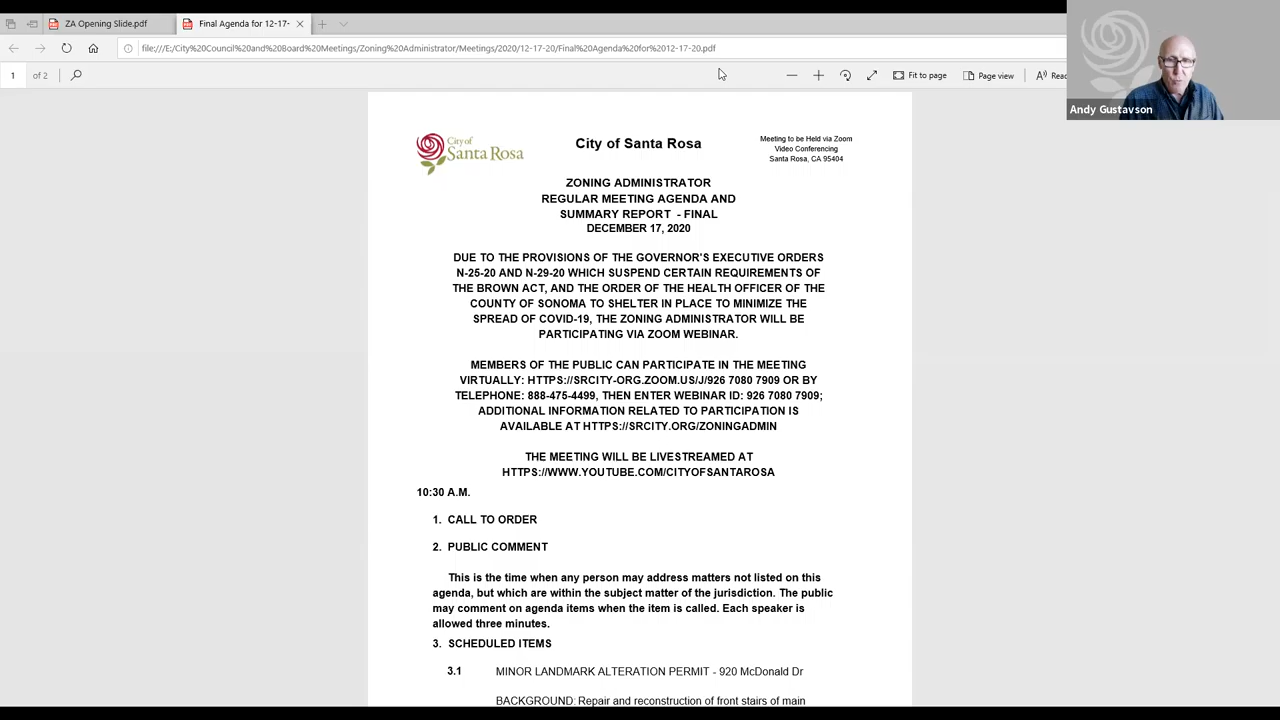 ZA Opening Slide.pdf
Final Agenda for 12-17-
file:///E:/City%20Council%20and%20Board%20Meetings/Zoning%20Administrator/Meetings/2020/12-17-20/Final%20Agenda%20for%2012-17-20.pdf
1 of 2
Fit to page
Page view
Rea
Andy Gustavson
City of
Santa Rosa
City of Santa Rosa
Meeting to be Held via Zoom
Video Conferencing
Santa Rosa, CA 95404
ZONING ADMINISTRATOR
REGULAR MEETING AGENDA AND
SUMMARY REPORT - FINAL
DECEMBER 17, 2020
DUE TO THE PROVISIONS OF THE GOVERNOR'S EXECUTIVE ORDERS
N-25-20 AND N-29-20 WHICH SUSPEND CERTAIN REQUIREMENTS OF
THE BROWN ACT, AND THE ORDER OF THE HEALTH OFFICER OF THE
COUNTY OF SONOMA TO SHELTER IN PLACE TO MINIMIZE THE
SPREAD OF COVID-19, THE ZONING ADMINISTRATOR WILL BE
PARTICIPATING VIA ZOOM WEBINAR.
MEMBERS OF THE PUBLIC CAN PARTICIPATE IN THE MEETING
VIRTUALLY: HTTPS://SRCITY-ORG.ZOOM.US/J/926 7080 7909 OR BY
TELEPHONE: 888-475-4499, THEN ENTER WEBINAR ID: 926 7080 7909;
ADDITIONAL INFORMATION RELATED TO PARTICIPATION IS
AVAILABLE AT HTTPS://SRCITY.ORG/ZONINGADMIN
THE MEETING WILL BE LIVESTREAMED AT
HTTPS://WWW.YOUTUBE.COM/CITYOFSANTAROSA
10:30 A.M.
1. CALL TO ORDER
2. PUBLIC COMMENT
This is the time when any person may address matters not listed on this
agenda, but which are within the subject matter of the jurisdiction. The public
may comment on agenda items when the item is called. Each speaker is
allowed three minutes.
3. SCHEDULED ITEMS
3.1 MINOR LANDMARK ALTERATION PERMIT - 920 McDonald Dr
BACKGROUND: Repair and reconstruction of front stairs of main